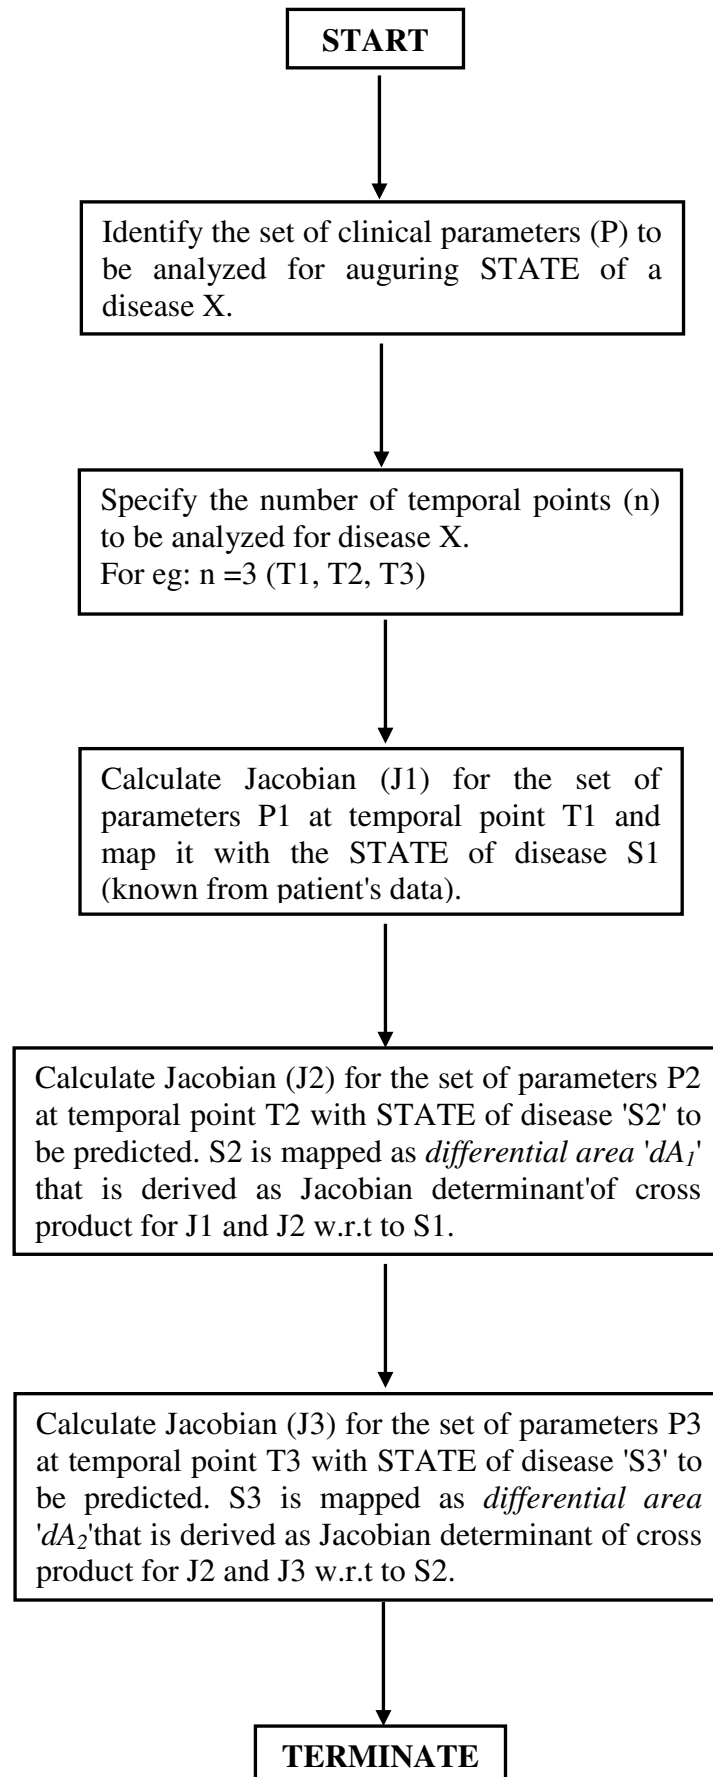 START
Identify the set of clinical parameters (P) to
be analyzed for auguring STATE of a
disease X.
Specify the number of temporal points (n)
to be analyzed for disease X.
For eg: n =3 (T1, T2, T3)
Calculate Jacobian (J1) for the set of
parameters P1 at temporal point T1 and
map it with the STATE of disease S1
(known from patient's data).
Calculate Jacobian (J2) for the set of parameters P2
at temporal point T2 with STATE of disease 'S2' to
be predicted. S2 is mapped as differential area 'dA1'
that is derived as Jacobian determinant'of cross
product for J1 and J2 w.r.t to S1.
Calculate Jacobian (J3) for the set of parameters P3
at temporal point T3 with STATE of disease 'S3' to
be predicted. S3 is mapped as differential area
'dA2'that is derived as Jacobian determinant of cross
product for J2 and J3 w.r.t to S2.
TERMINATE